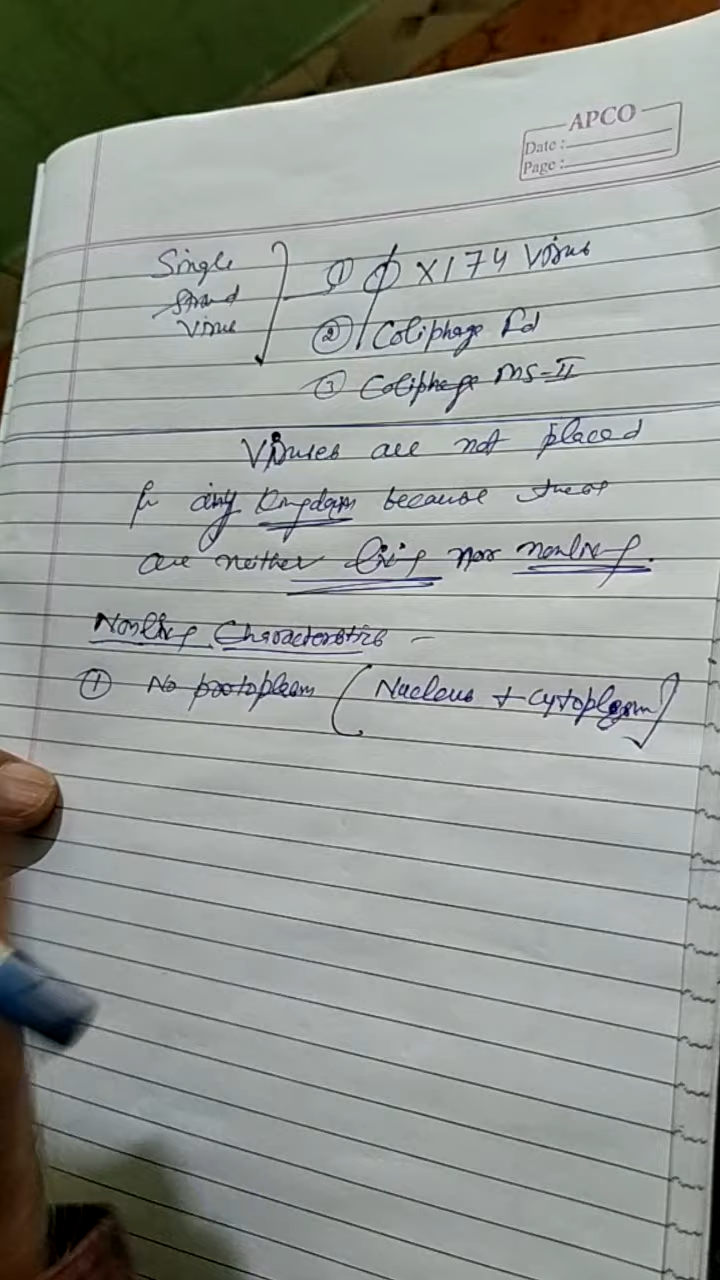 APCO
Date :
Page :
Single
Strand
Virus
① ϕ X174 Virus
② Coliphage Fd
③ Coliphage MS-II
Viruses are not placed
in any Kingdom because these
are neither living nor nonliving.
Nonliving Characteristics –
① No protoplasm (Nucleus + Cytoplasm)